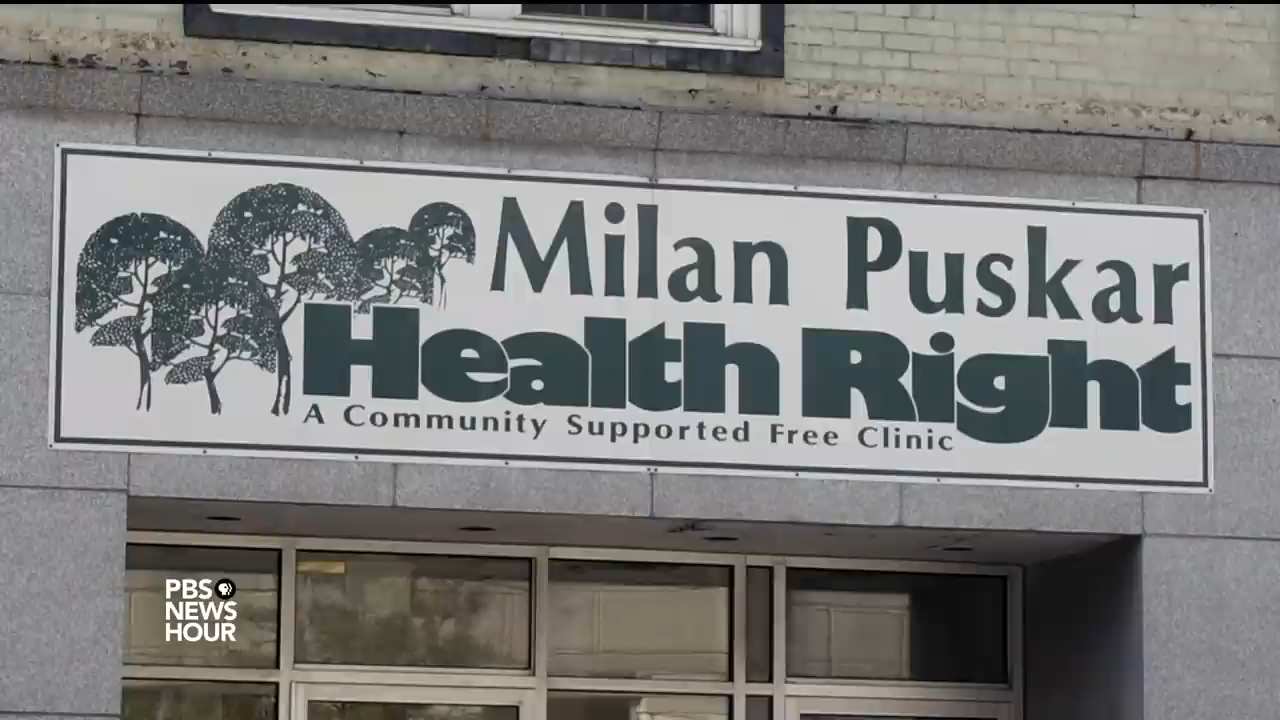 Milan Puskar
Health Right
A Community Supported Free Clinic
PBS
NEWS
HOUR